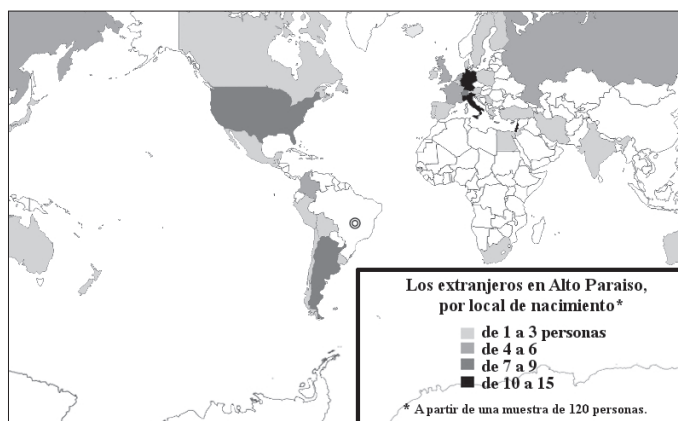 Los extranjeros en Alto Paraiso,
por local de nacimiento*
de 1 a 3 personas
de 4 a 6
de 7 a 9
de 10 a 15
* A partir de una muestra de 120 personas.